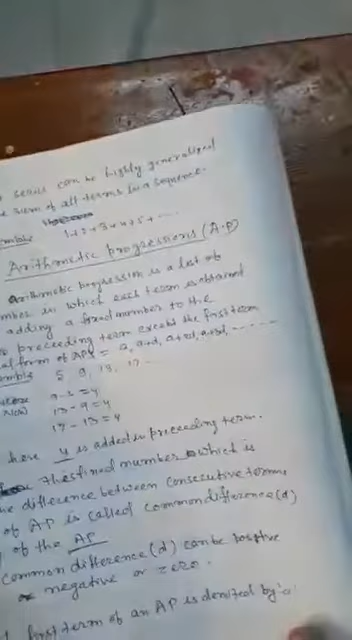 series can be highly generalized
sum of all terms in a sequence.
1+2+3+4+5+.....
Arithmetic progressions (A.P)
Arithmetic progression is a list of
in which each term is obtained
adding a fixed number to the
preceeding term except the first term
form of APs = a, a+d, a+2d, a+3d, .......
5, 9, 13, 17...
9-5=4
13-9=4
17-13=4
here 4 is added in preceeding term.
The fixed number which is
difference between consecutive terms
of AP is called common difference (d)
of the AP
common difference (d) can be positive
negative or zero.
first term of an AP is denoted by 'a'